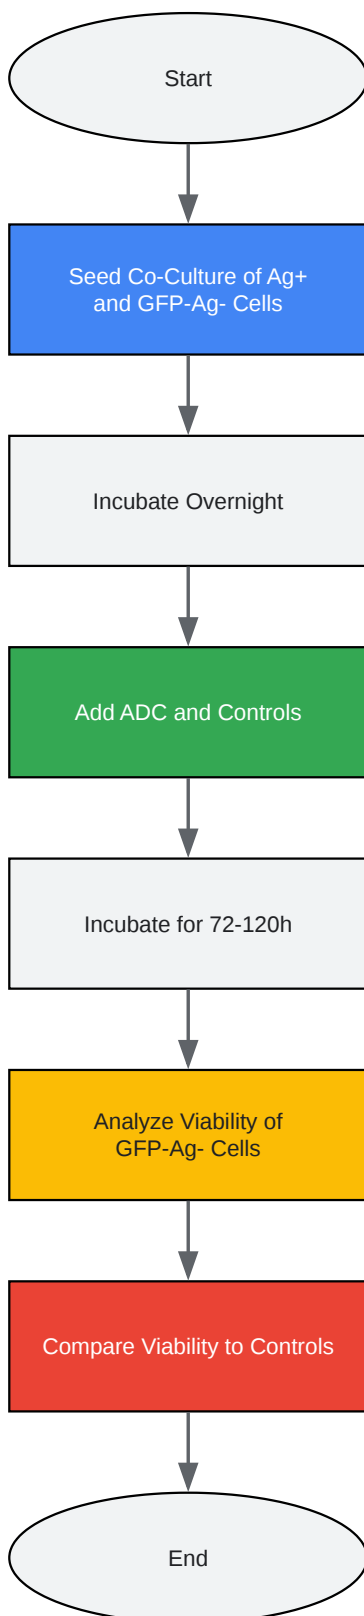 Start
Seed Co-Culture of Ag+
and GFP-Ag- Cells
Incubate Overnight
Add ADC and Controls
Incubate for 72-120h
Analyze Viability of
GFP-Ag- Cells
Compare Viability to Controls
End